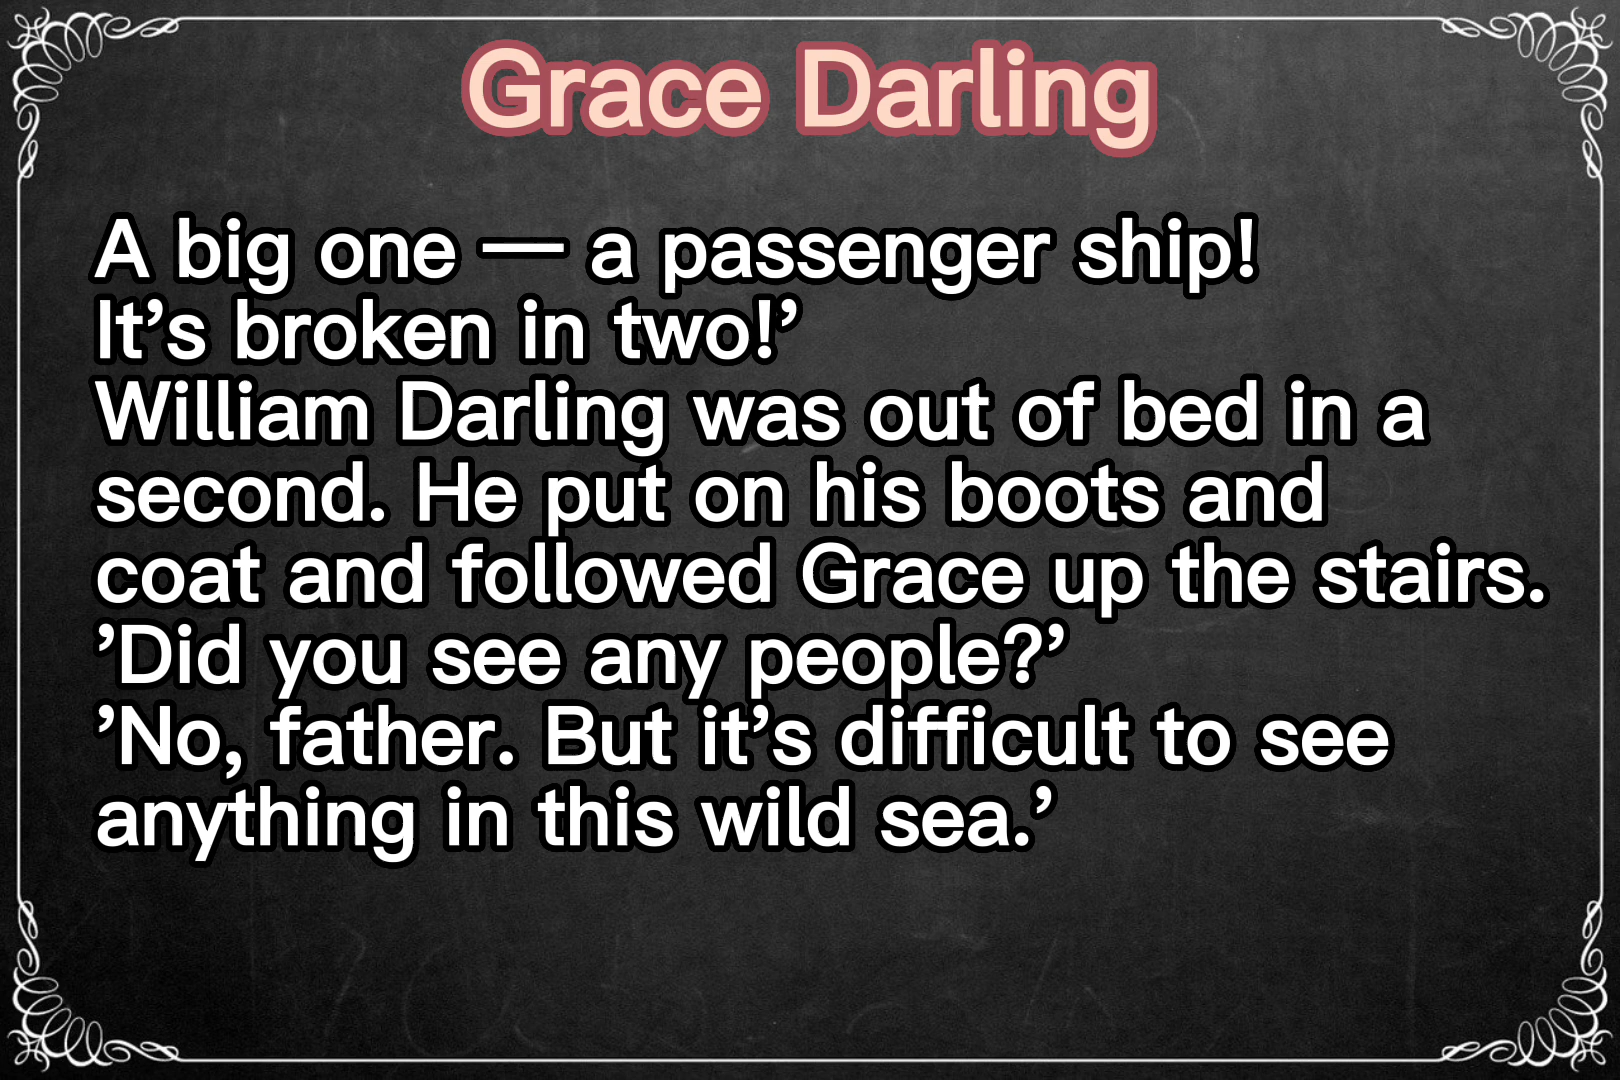 Grace Darling
A big one — a passenger ship!
It’s broken in two!’
William Darling was out of bed in a
second. He put on his boots and
coat and followed Grace up the stairs.
’Did you see any people?’
’No, father. But it’s difficult to see
anything in this wild sea.’